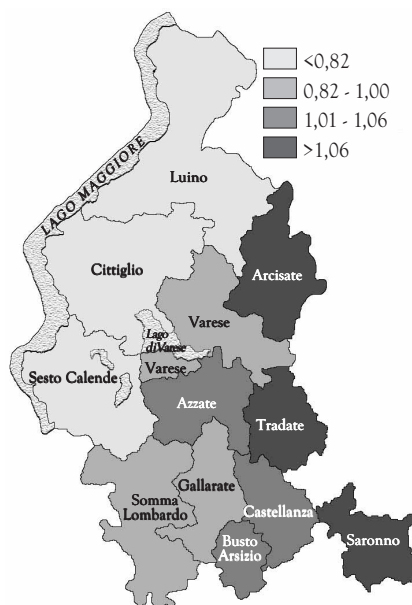 <0,82
0,82 - 1,00
1,01 - 1,06
>1,06
LAGO MAGGIORE
Luino
Arcisate
Cittiglio
Varese
Lago
di Varese
Varese
Sesto Calende
Azzate
Tradate
Gallarate
Somma
Lombardo
Castellanza
Busto
Arsizio
Saronno